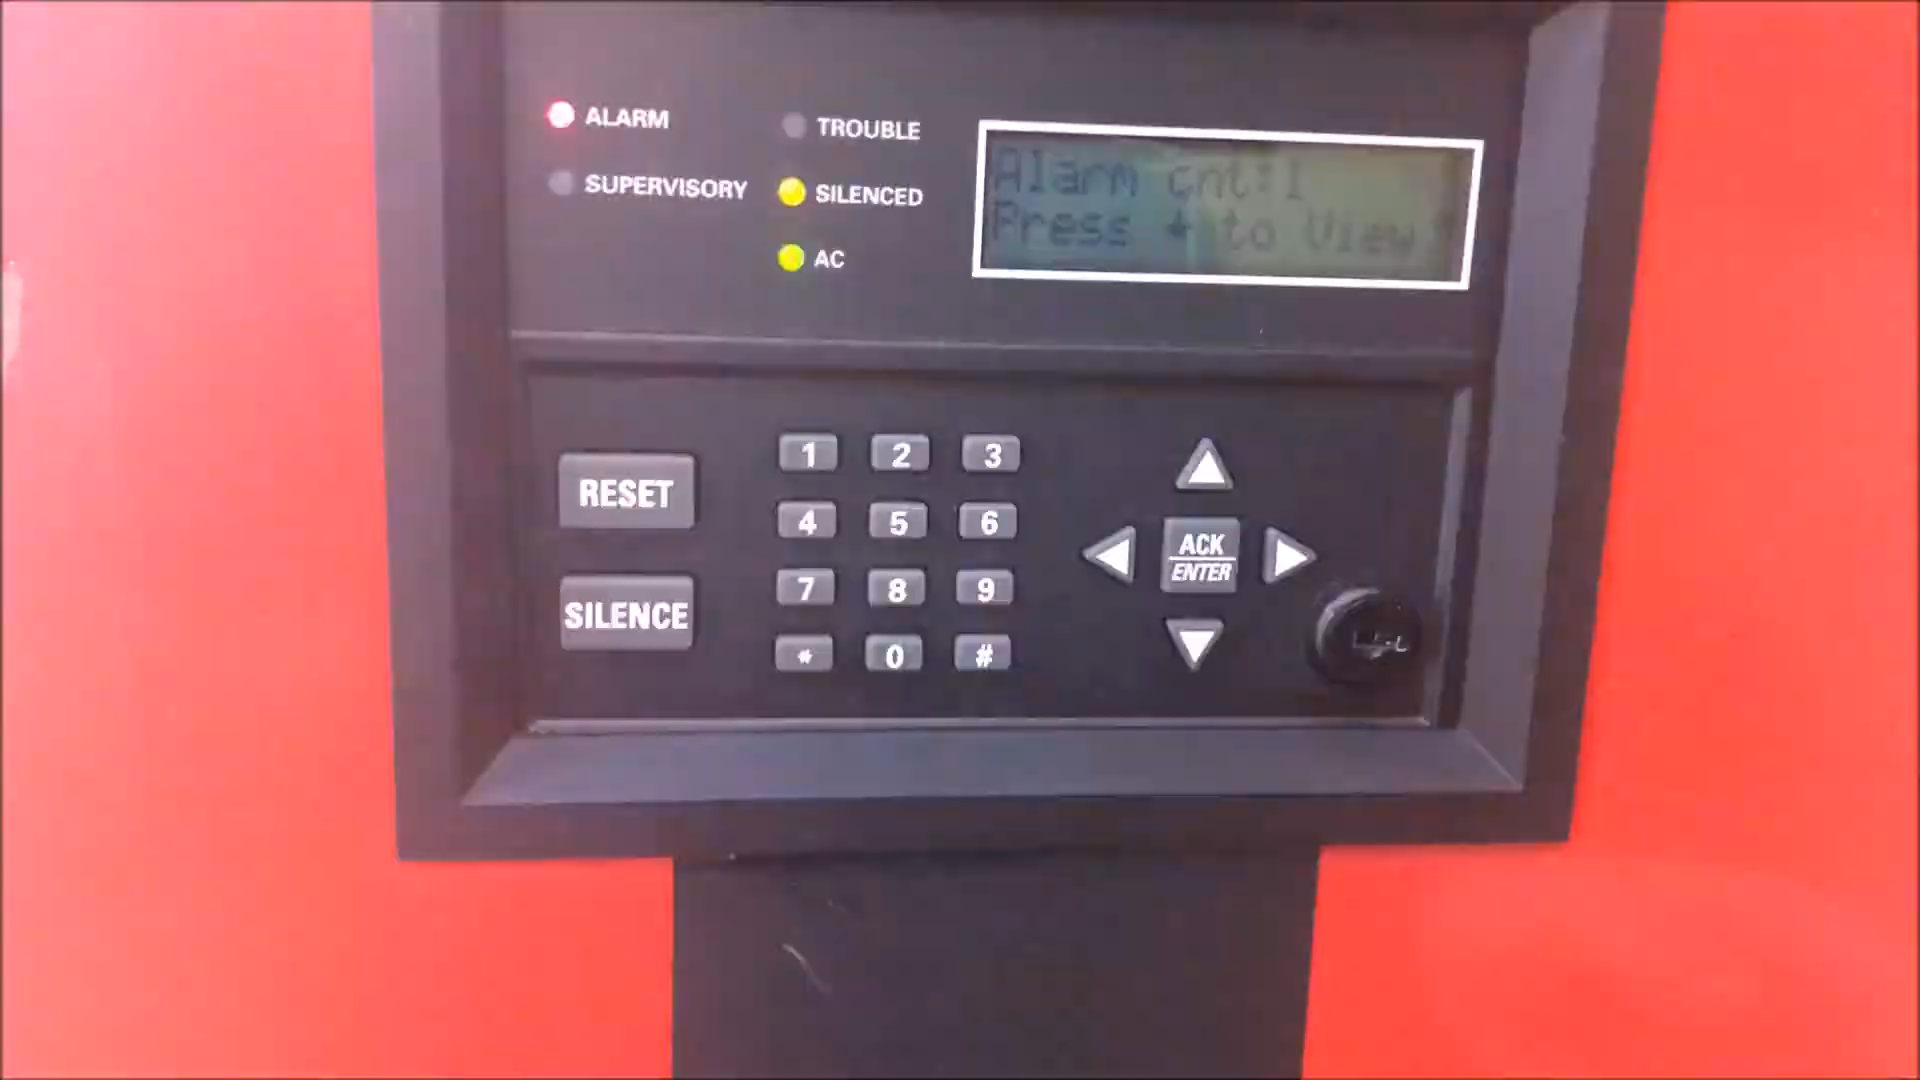 ALARM
TROUBLE
SUPERVISORY
SILENCED
AC
Alarm cnt:1
Press to View
RESET
SILENCE
1 2 3
4 5 6
7 8 9
* 0 #
ACK
ENTER